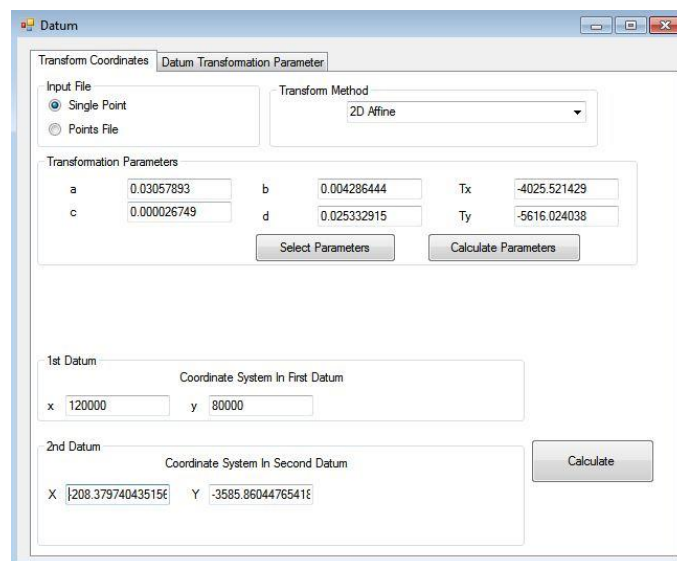 Datum
Transform Coordinates Datum Transformation Parameter
Input File
Single Point
Points File
Transform Method
2D Affine
Transformation Parameters
a 0.03057893 b 0.004286444 Tx -4025.521429
c 0.000026749 d 0.025332915 Ty -5616.024038
Select Parameters Calculate Parameters
1st Datum
Coordinate System In First Datum
x 120000 y 80000
2nd Datum
Coordinate System In Second Datum
X -208.379740435156 Y -3585.86044765418
Calculate